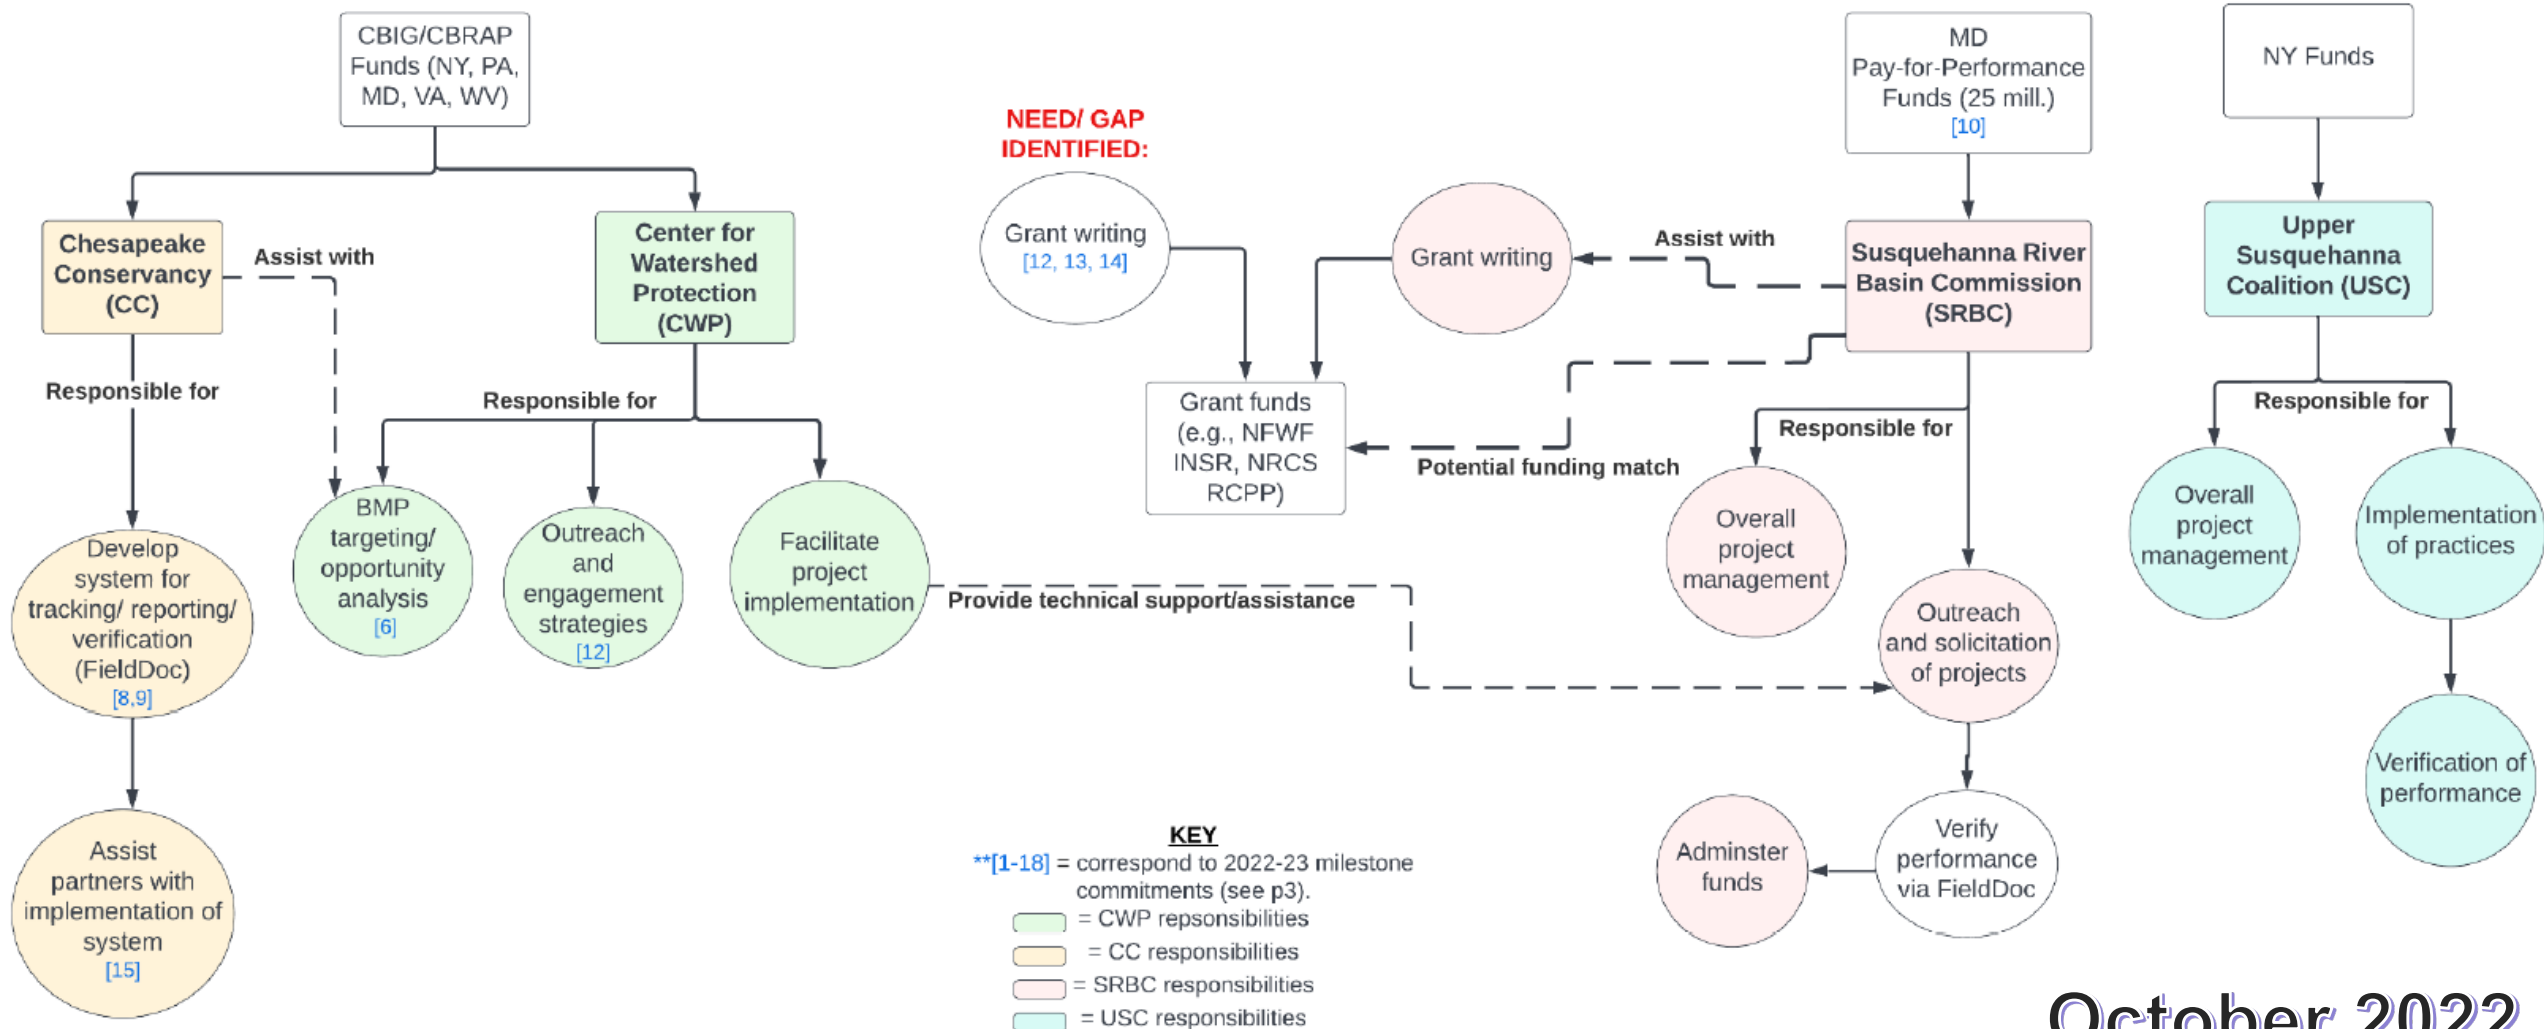 CBIG/CBRAP
Funds (NY, PA,
MD, VA, WV)
Chesapeake
Conservancy
(CC)
Assist with
Center for
Watershed
Protection
(CWP)
Responsible for
Responsible for
Develop
system for
tracking/ reporting/
verification
(FieldDoc)
[8,9]
BMP
targeting/
opportunity
analysis
[6]
Outreach
and
engagement
strategies
[12]
Facilitate
project
implementation
Provide technical support/assistance
Assist
partners with
implementation of
system
[15]
NEED/ GAP
IDENTIFIED:
Grant writing
[12, 13, 14]
Grant writing
Assist with
Grant funds
(e.g., NFWF
INSR, NRCS
RCPP)
Potential funding match
MD
Pay-for-Performance
Funds (25 mill.)
[10]
Susquehanna River
Basin Commission
(SRBC)
Responsible for
Overall
project
management
Outreach
and solicitation
of projects
Verify
performance
via FieldDoc
Adminster
funds
NY Funds
Upper
Susquehanna
Coalition (USC)
Responsible for
Overall
project
management
Implementation
of practices
Verification of
performance
KEY
**[1-18] = correspond to 2022-23 milestone
commitments (see p3).
= CWP repsonsibilities
= CC responsibilities
= SRBC responsibilities
= USC responsibilities
October 2022